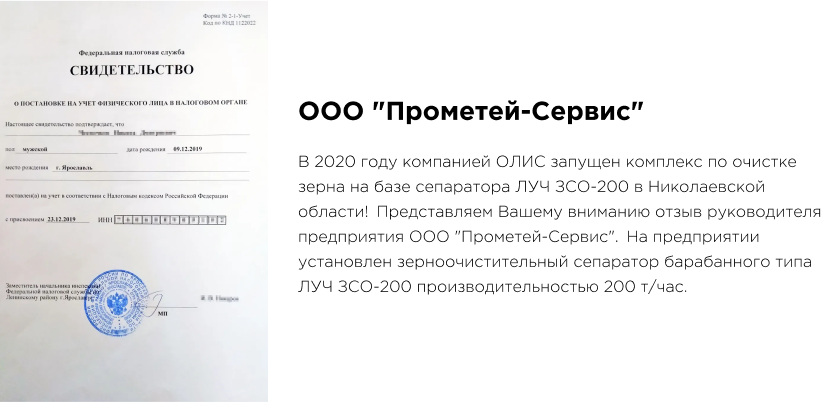 Форма № 2-1-Учет
Код по КНД 1122022
Федеральная налоговая служба
СВИДЕТЕЛЬСТВО
О ПОСТАНОВКЕ НА УЧЕТ ФИЗИЧЕСКОГО ЛИЦА В НАЛОГОВОМ ОРГАНЕ
Настоящее свидетельство подтверждает, что
пол мужской дата рождения 09.12.2019
место рождения г. Ярославль
поставлен(а) на учет в соответствии с Налоговым кодексом Российской Федерации
с присвоением 23.12.2019 ИНН
Заместитель начальника инспекции
Федеральной налоговой службы по
Ленинскому району г.Ярославля
МП
ООО "Прометей-Сервис"
В 2020 году компанией ОЛИС запущен комплекс по очистке
зерна на базе сепаратора ЛУЧ ЗСО-200 в Николаевской
области! Представляем Вашему вниманию отзыв руководителя
предприятия ООО "Прометей-Сервис". На предприятии
установлен зерноочистительный сепаратор барабанного типа
ЛУЧ ЗСО-200 производительностью 200 т/час.